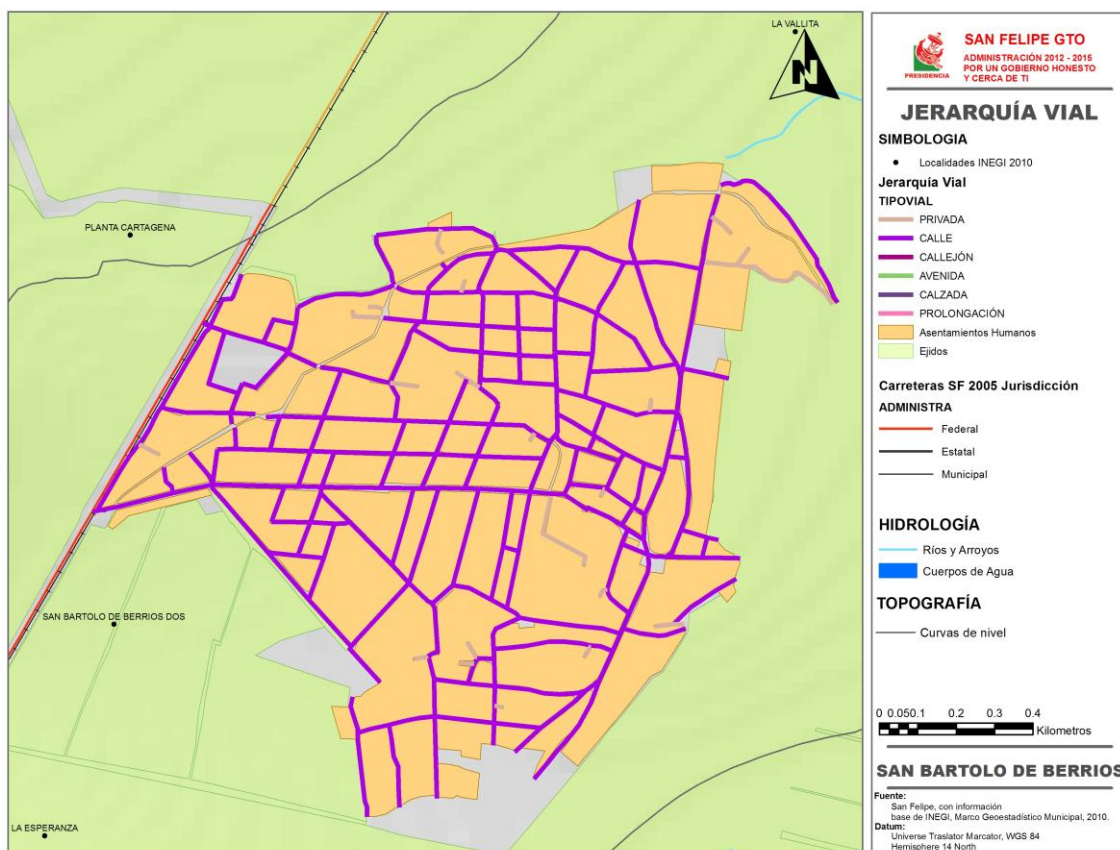 LA VALLITA
N
PLANTA CARTAGENA
SAN BARTOLO DE BERRIOS DOS
LA ESPERANZA
PRESIDENCIA
SAN FELIPE GTO
ADMINISTRACIÓN 2012 - 2015
POR UN GOBIERNO HONESTO
Y CERCA DE TI
JERARQUÍA VIAL
SIMBOLOGIA
Localidades INEGI 2010
Jerarquía Vial
TIPOVIAL
PRIVADA
CALLE
CALLEJÓN
AVENIDA
CALZADA
PROLONGACIÓN
Asentamientos Humanos
Ejidos
Carreteras SF 2005 Jurisdicción
ADMINISTRA
Federal
Estatal
Municipal
HIDROLOGÍA
Ríos y Arroyos
Cuerpos de Agua
TOPOGRAFÍA
Curvas de nivel
0 0.050.1 0.2 0.3 0.4
Kilometros
SAN BARTOLO DE BERRIOS
Fuente:
San Felipe, con información
base de INEGI, Marco Geoestadístico Municipal, 2010.
Datum:
Universe Traslator Marcator, WGS 84
Hemisphere 14 North